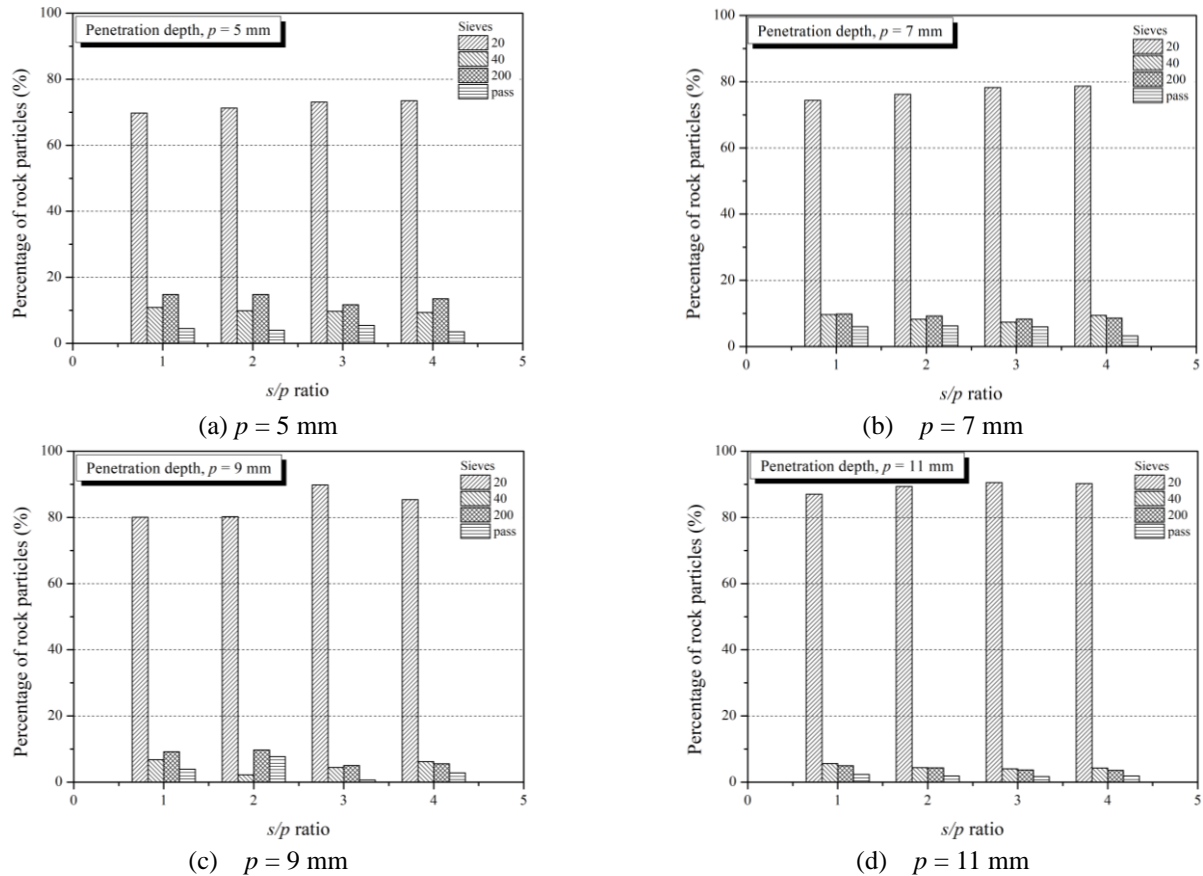 100
80
60
40
20
0
Percentage of rock particles (%)
Penetration depth, p = 5 mm
Sieves
20
40
200
pass
0 1 2 3 4 5
s/p ratio
(a) p = 5 mm
100
80
60
40
20
0
Percentage of rock particles (%)
Penetration depth, p = 7 mm
Sieves
20
40
200
pass
0 1 2 3 4 5
s/p ratio
(b) p = 7 mm
100
80
60
40
20
0
Percentage of rock particles (%)
Penetration depth, p = 9 mm
Sieves
20
40
200
pass
0 1 2 3 4 5
s/p ratio
(c) p = 9 mm
100
80
60
40
20
0
Percentage of rock particles (%)
Penetration depth, p = 11 mm
Sieves
20
40
200
pass
0 1 2 3 4 5
s/p ratio
(d) p = 11 mm